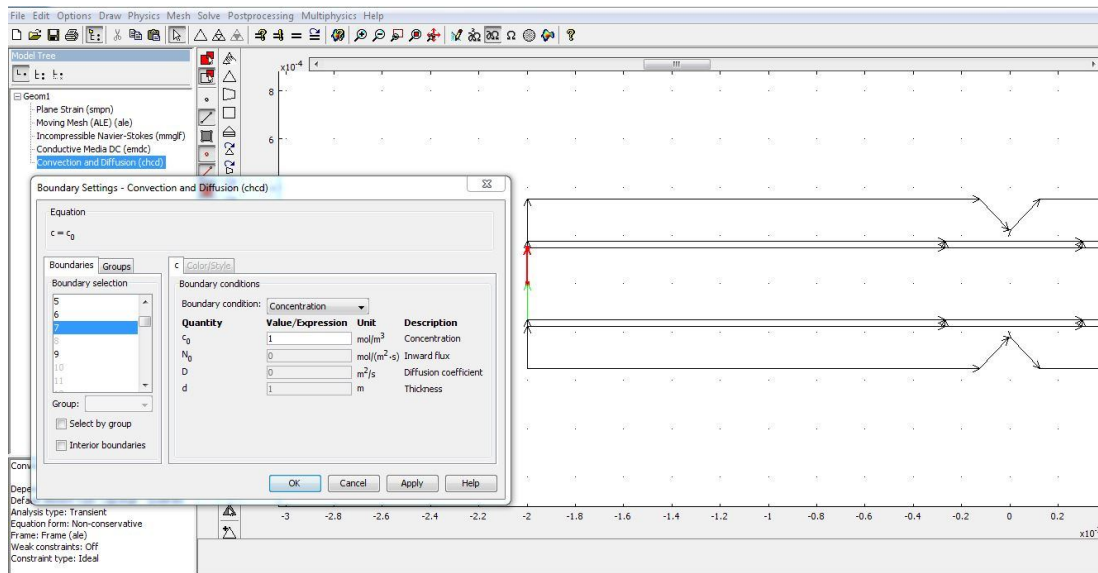 File Edit Options Draw Physics Mesh Solve Postprocessing Multiphysics Help
Model Tree
Geom1
Plane Strain (smpn)
Moving Mesh (ALE) (ale)
Incompressible Navier-Stokes (mmglf)
Conductive Media DC (emdc)
Convection and Diffusion (chcd)
Boundary Settings - Convection and Diffusion (chcd)
Equation
c = c0
Boundaries Groups
Boundary selection
5
6
7
8
9
10
11
Group:
Select by group
Interior boundaries
c Color/Style
Boundary conditions
Boundary condition: Concentration
Quantity Value/Expression Unit Description
c0 1 mol/m3 Concentration
N0 0 mol/(m2·s) Inward flux
D 0 m2/s Diffusion coefficient
d 1 m Thickness
OK Cancel Apply Help
Conv
Depe
Analysis type: Transient
Equation form: Non-conservative
Frame: Frame (ale)
Weak constraints: Off
Constraint type: Ideal
x10-4
8
6
-3 -2.8 -2.6 -2.4 -2.2 -2 -1.8 -1.6 -1.4 -1.2 -1 -0.8 -0.6 -0.4 -0.2 0 0.2